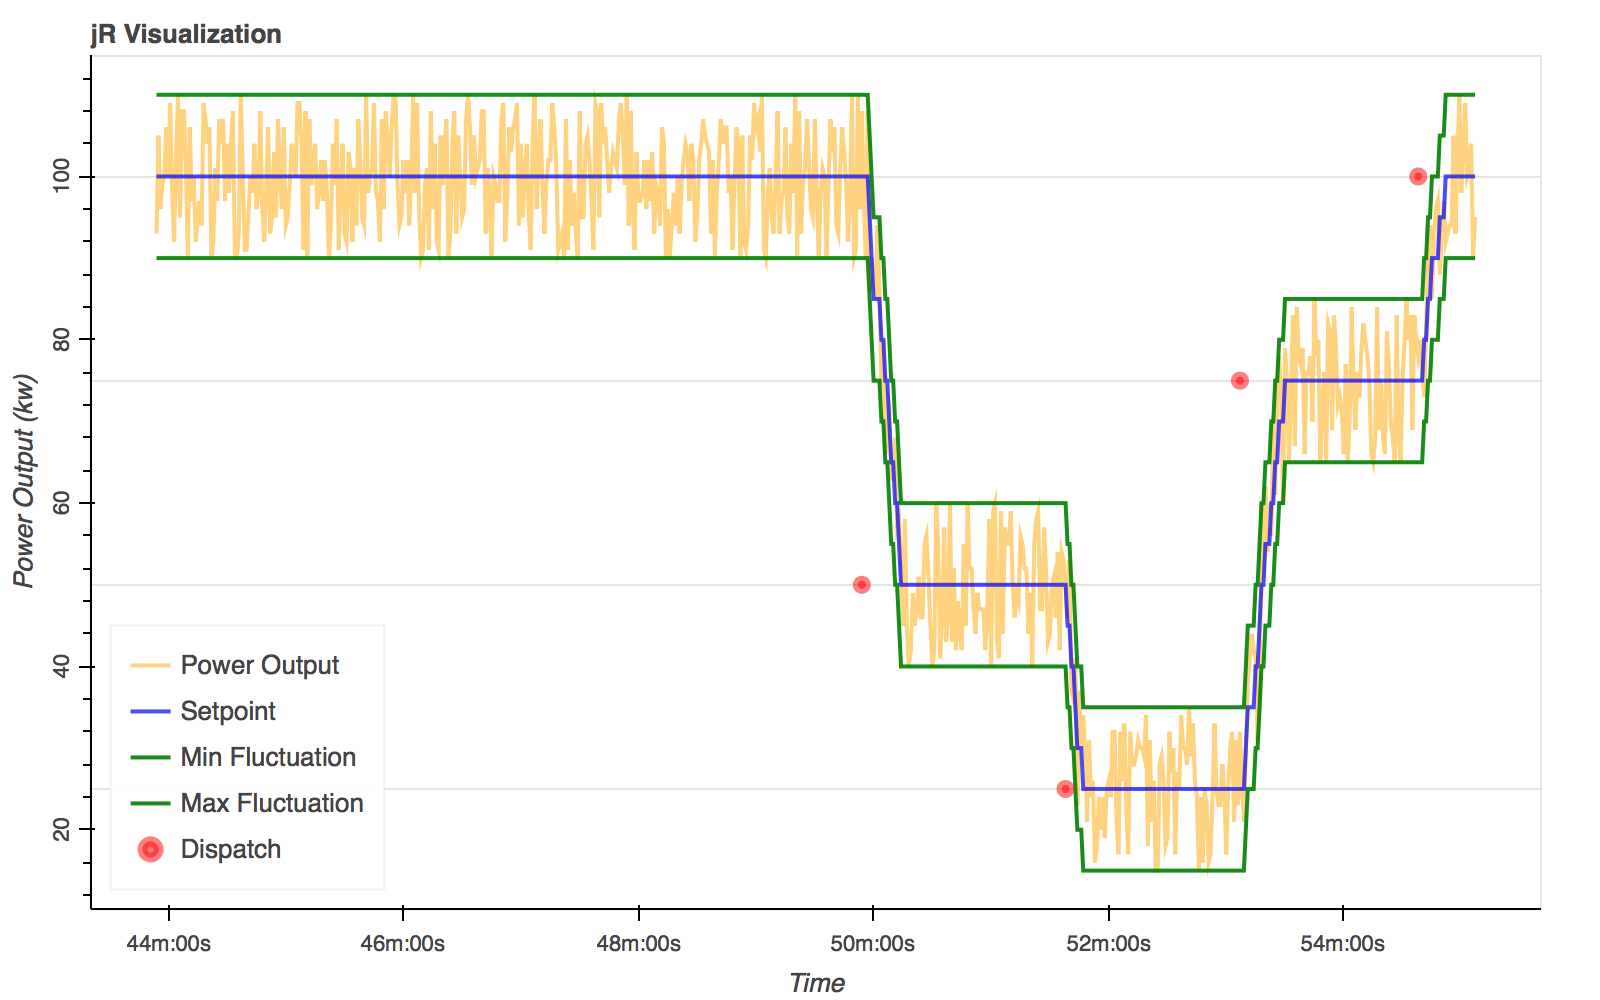 jR Visualization
Power Output (kw)
100
80
60
40
20
Power Output
Setpoint
Min Fluctuation
Max Fluctuation
Dispatch
44m:00s 46m:00s 48m:00s 50m:00s 52m:00s 54m:00s
Time